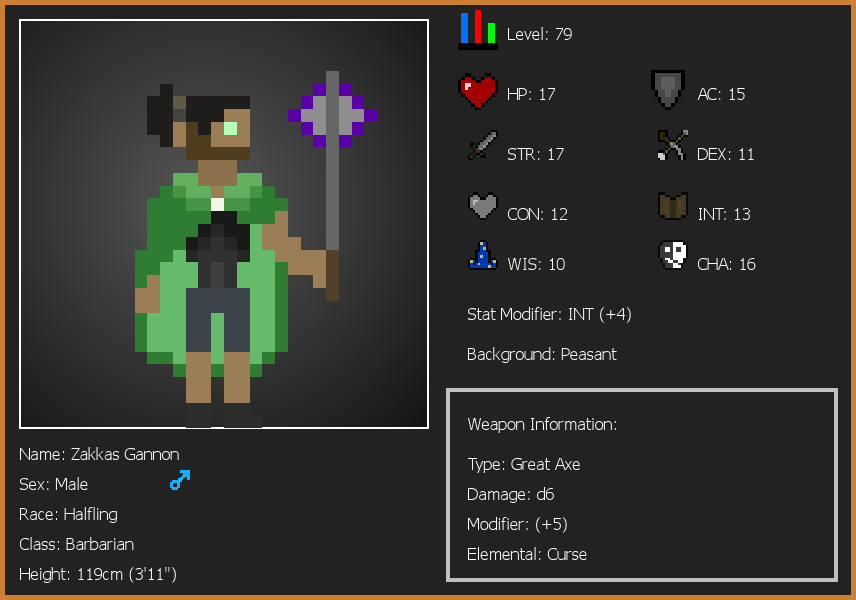 Level: 79
HP: 17
AC: 15
STR: 17
DEX: 11
CON: 12
INT: 13
WIS: 10
CHA: 16
Stat Modifier: INT (+4)
Background: Peasant
Weapon Information:
Type: Great Axe
Damage: d6
Modifier: (+5)
Elemental: Curse
Name: Zakkas Gannon
Sex: Male
Race: Halfling
Class: Barbarian
Height: 119cm (3'11")